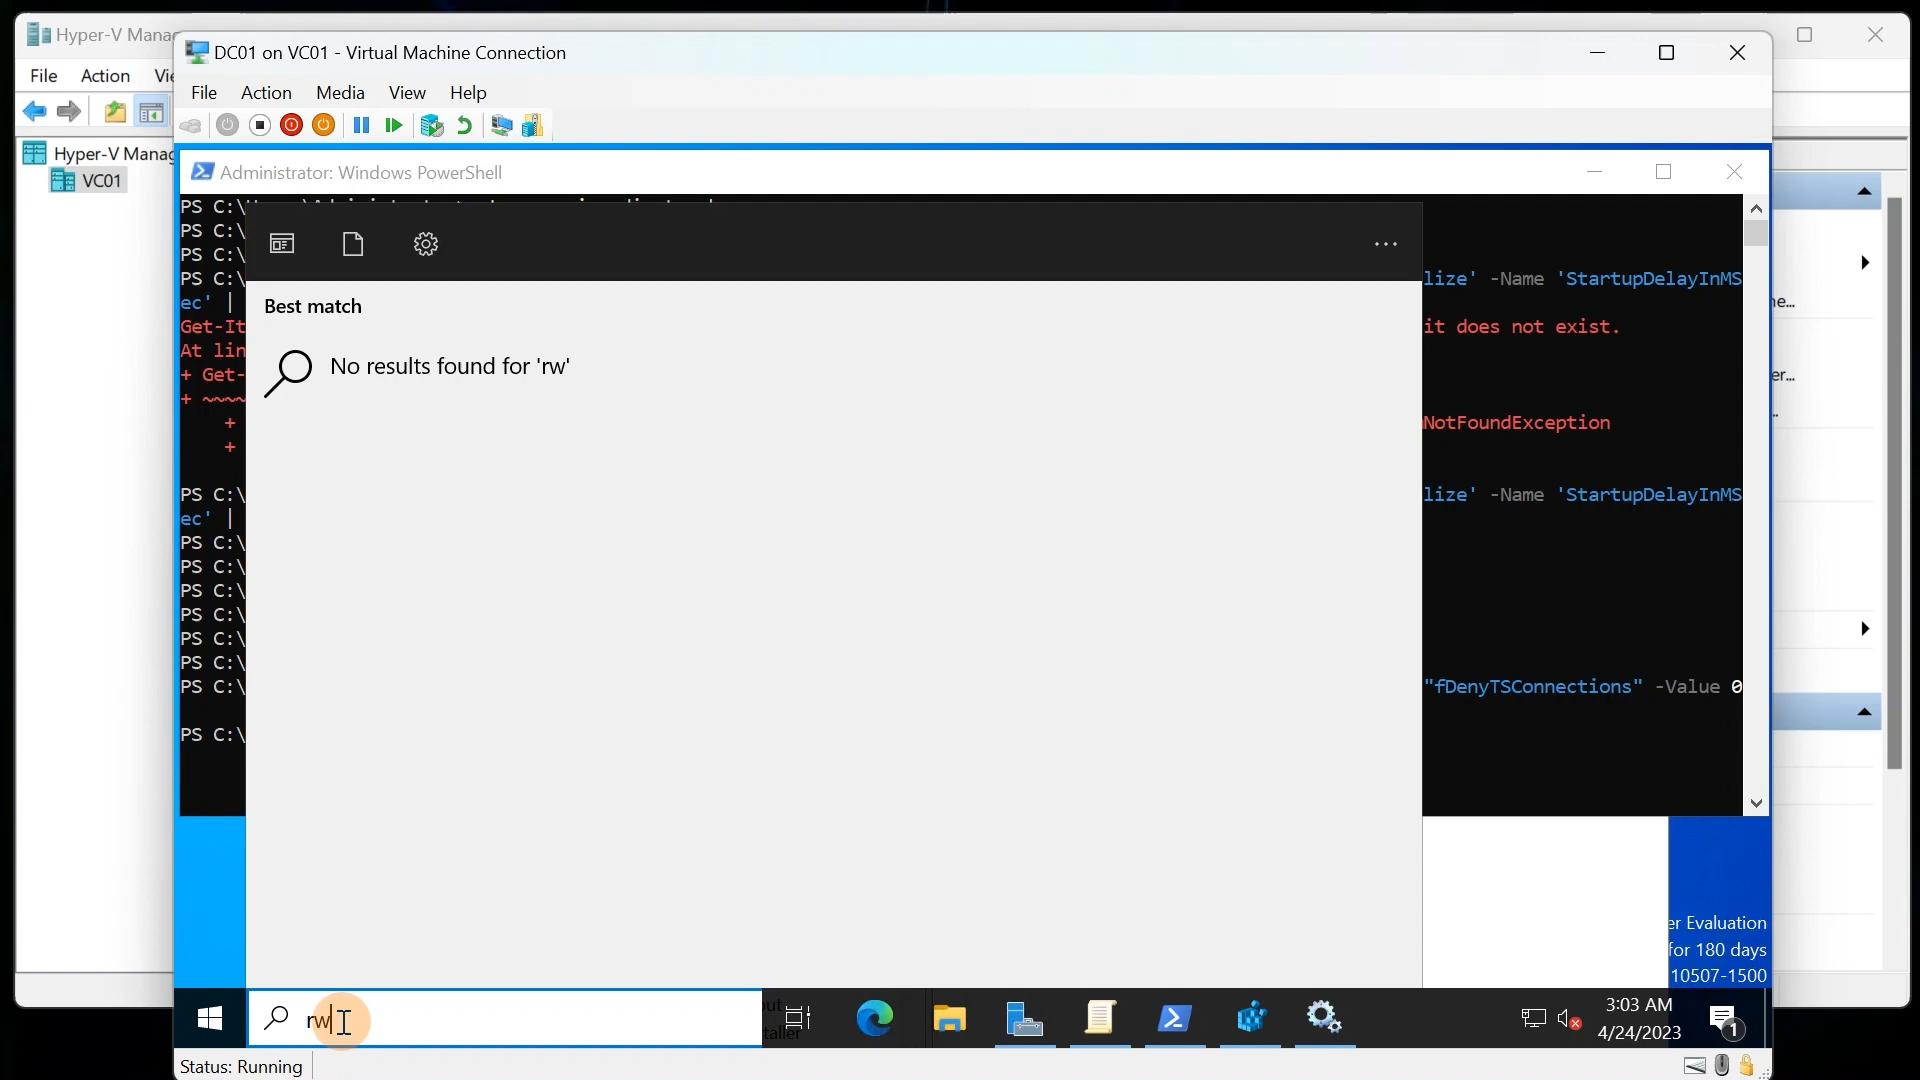 Hyper-V Mana
DC01 on VC01 - Virtual Machine Connection
File Action
File Action Media View Help
Hyper-V Manag
VC01
Administrator: Windows PowerShell
PS C:\
PS C:\
PS C:\
PS C:\
lize' -Name 'StartupDelayInMS
ec' |
Best match
Get-It
it does not exist.
At lin
No results found for 'rw'
+ Get-
+ ~~~~~
+
NotFoundException
+
PS C:\
lize' -Name 'StartupDelayInMS
ec' |
PS C:\
PS C:\
PS C:\
PS C:\
PS C:\
PS C:\
PS C:\
"fDenyTSConnections" -Value 0
PS C:\
er Evaluation
for 180 days
10507-1500
rw
3:03 AM
4/24/2023
1
Status: Running